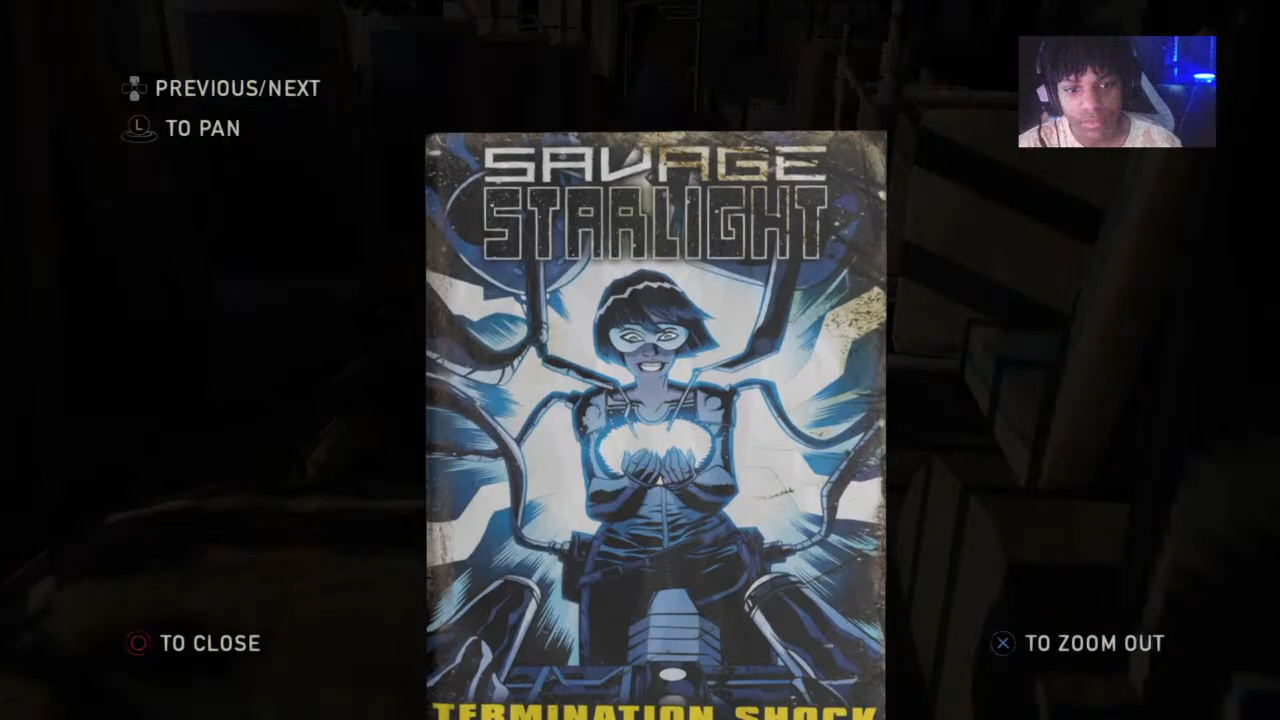 PREVIOUS/NEXT
L TO PAN
SAVAGE
STARLIGHT
TERMINATION SHOCK
TO CLOSE
TO ZOOM OUT